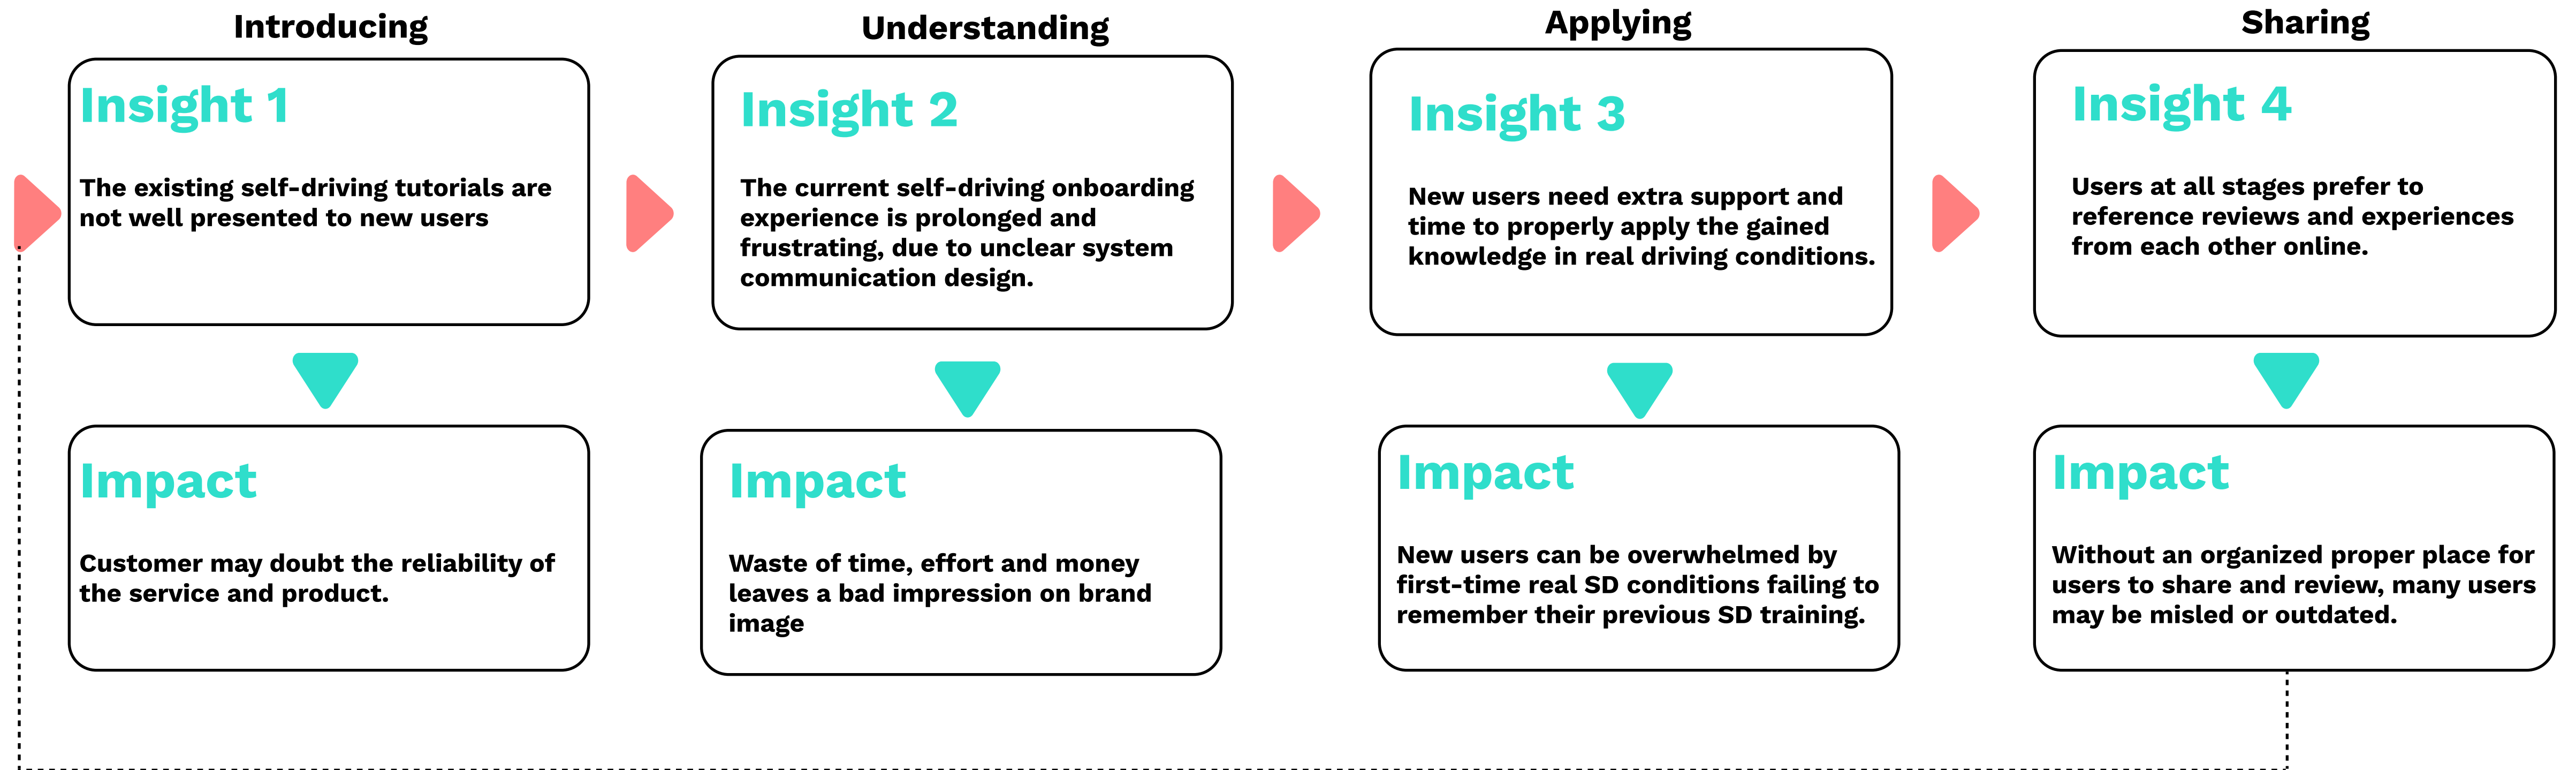 Introducing
Insight 1
The existing self-driving tutorials are
not well presented to new users
Impact
Customer may doubt the reliability of
the service and product.
Understanding
Insight 2
The current self-driving onboarding
experience is prolonged and
frustrating, due to unclear system
communication design.
Impact
Waste of time, effort and money
leaves a bad impression on brand
image
Applying
Insight 3
New users need extra support and
time to properly apply the gained
knowledge in real driving conditions.
Impact
New users can be overwhelmed by
first-time real SD conditions failing to
remember their previous SD training.
Sharing
Insight 4
Users at all stages prefer to
reference reviews and experiences
from each other online.
Impact
Without an organized proper place for
users to share and review, many users
may be misled or outdated.